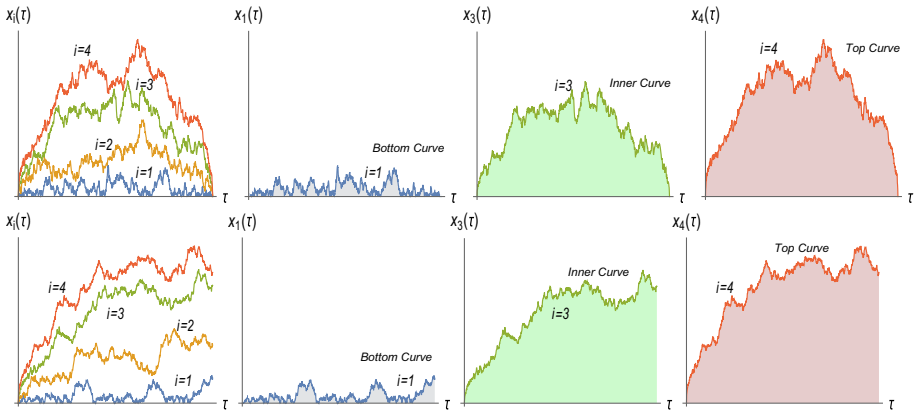 xi(τ)
i=4
i=3
i=2
i=1
τ
x1(τ)
Bottom Curve
i=1
τ
x3(τ)
i=3
Inner Curve
τ
x4(τ)
i=4
Top Curve
τ
xi(τ)
i=4
i=3
i=2
i=1
τ
x1(τ)
Bottom Curve
i=1
τ
x3(τ)
Inner Curve
i=3
τ
x4(τ)
Top Curve
i=4
τ